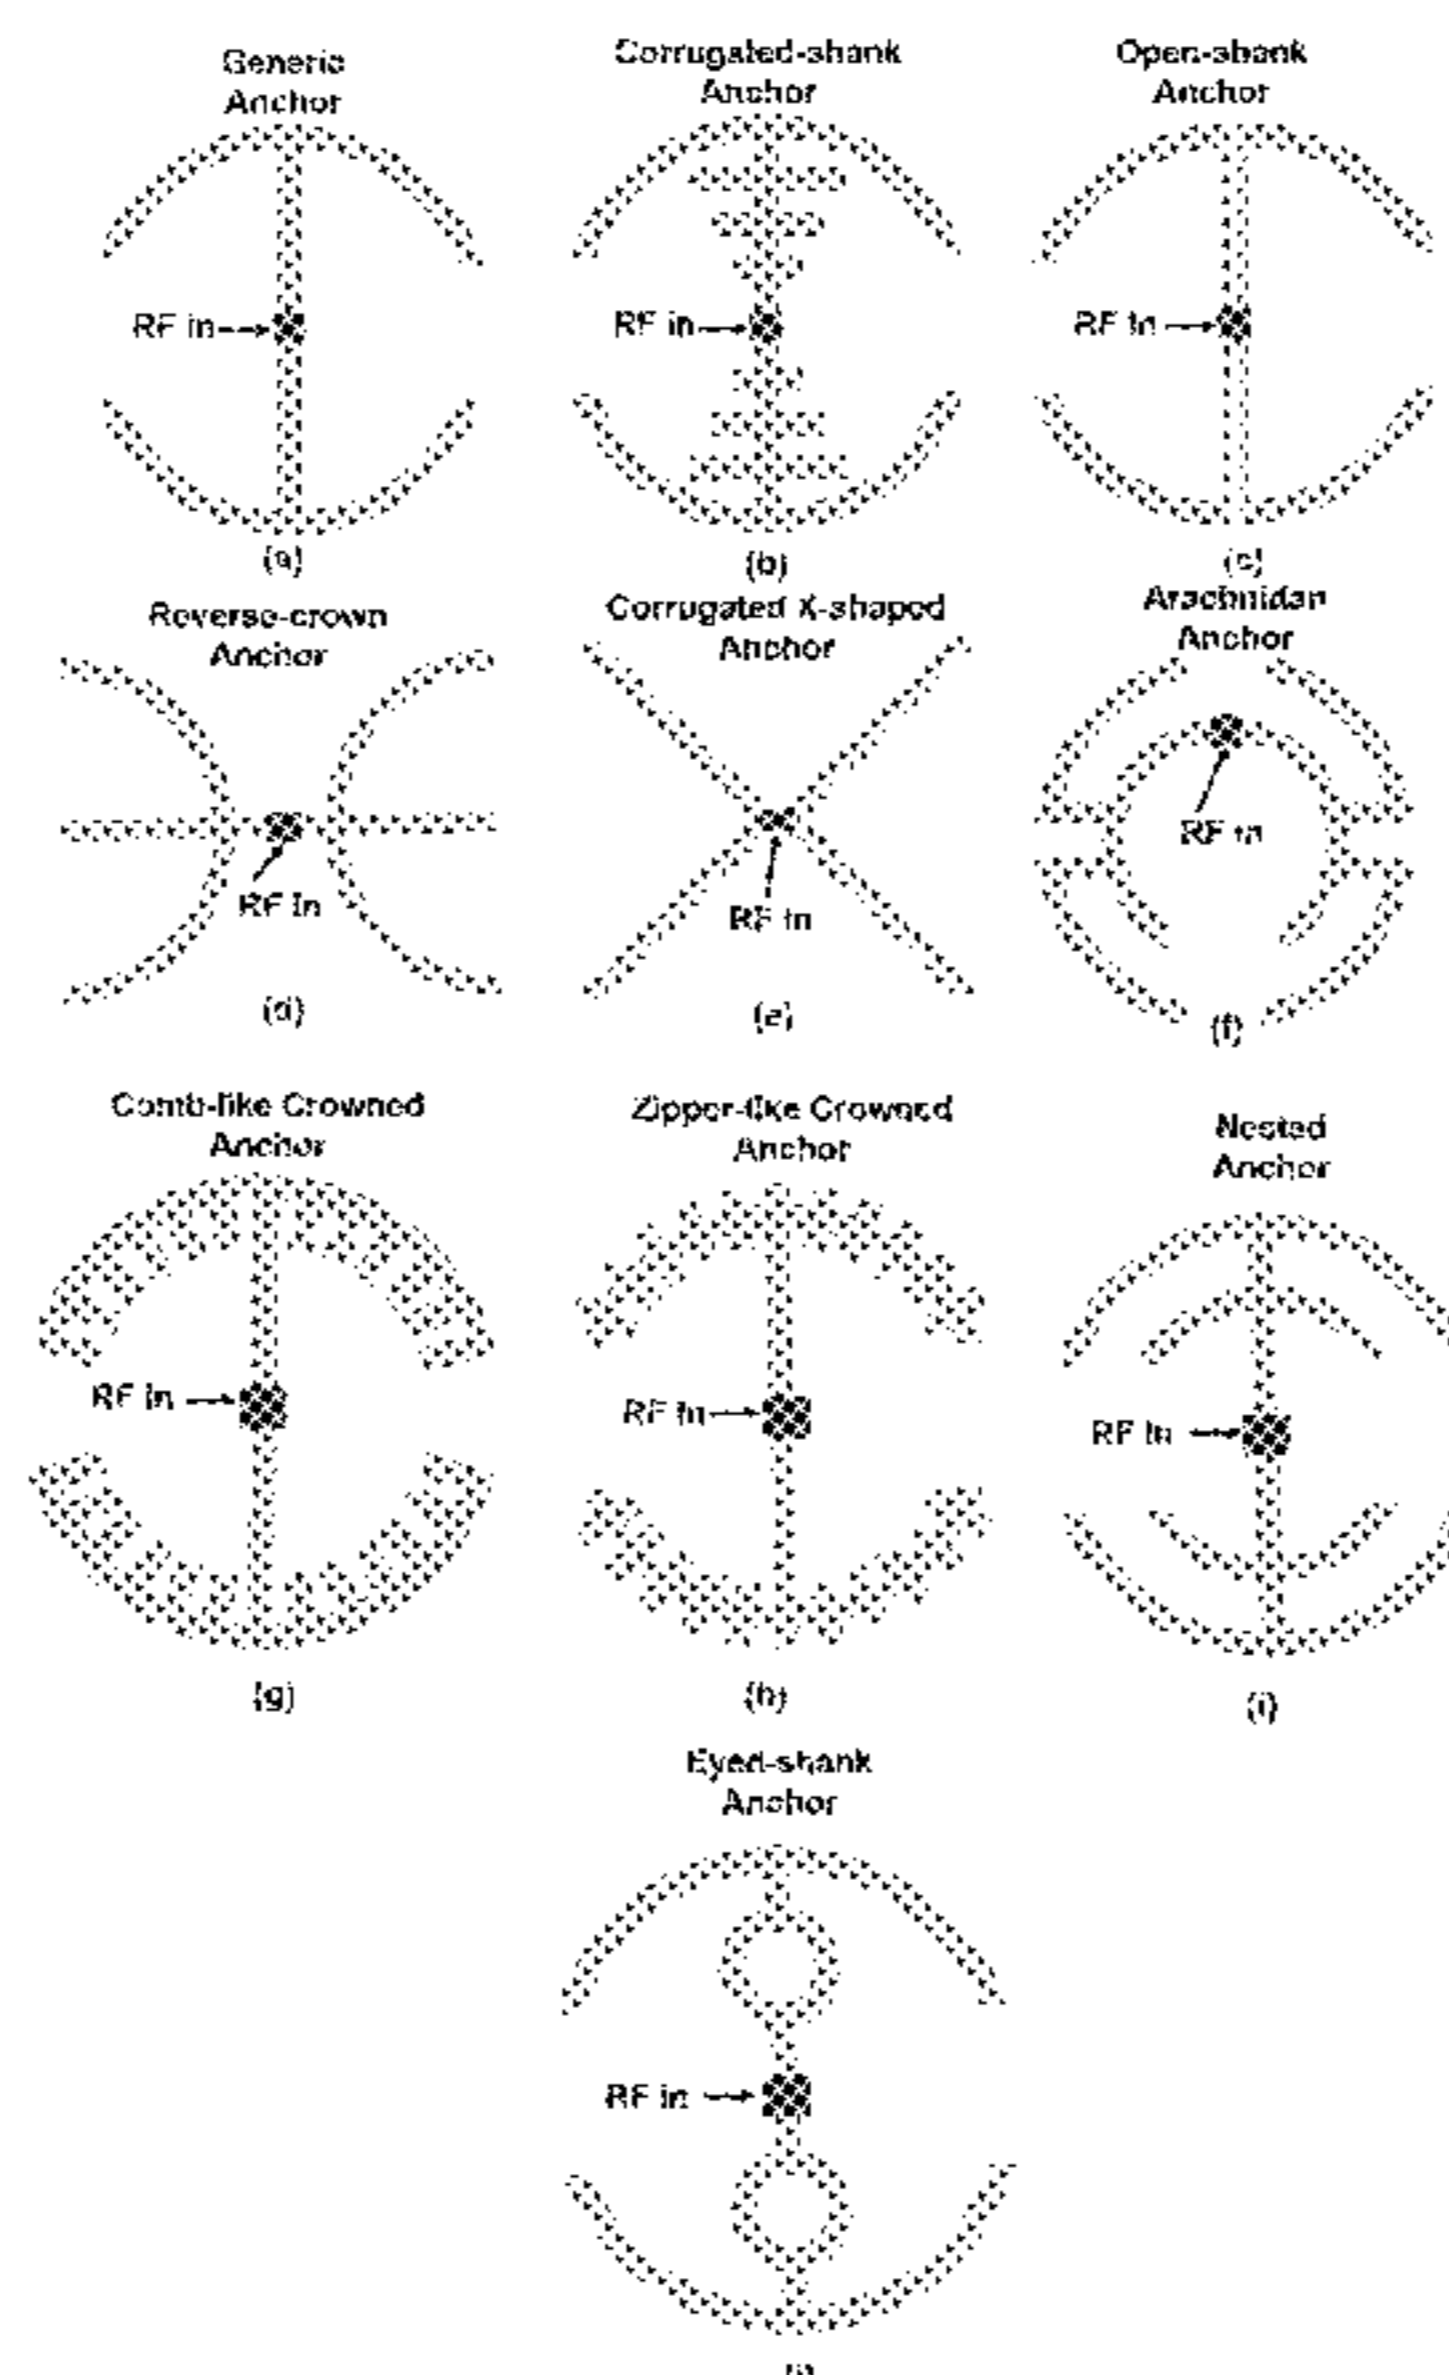 Generic
Anchor
Corrugated-shank
Anchor
Open-shank
Anchor
RF in
RF in
RF In
(a)
(b)
(c)
Reverse-crown
Anchor
Corrugated X-shaped
Anchor
Arachnidan
Anchor
RF In
RF In
RF In
(d)
(e)
(f)
Comb-like Crowned
Anchor
Zipper-like Crowned
Anchor
Nested
Anchor
RF In
RF In
RF In
(g)
(h)
(i)
Eyed-shank
Anchor
RF in